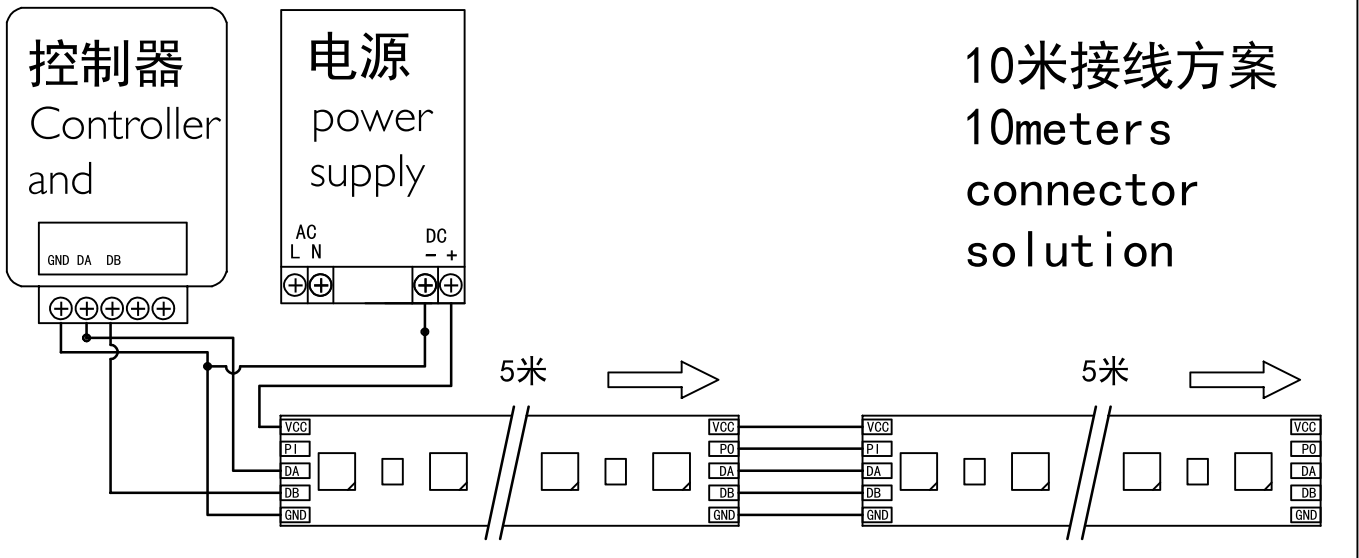 控制器
Controller
and
GND DA DB
电源
power
supply
AC
L N
DC
- +
10米接线方案
10meters
connector
solution
5米
5米
VCC
PI
DA
DB
GND
VCC
PO
DA
DB
GND
VCC
PI
DA
DB
GND
VCC
PO
DA
DB
GND